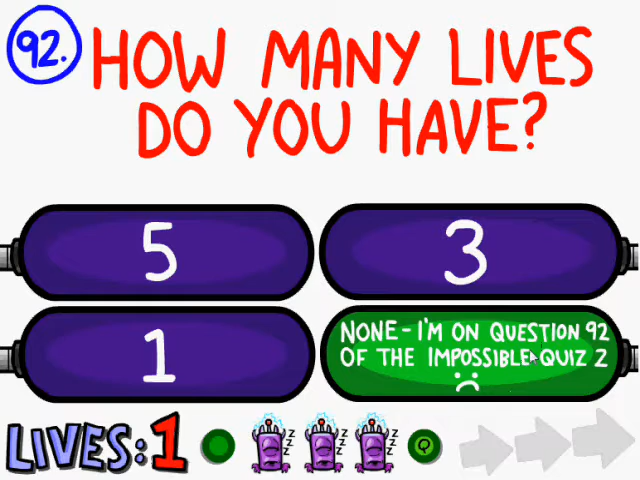 92.
HOW MANY LIVES
DO YOU HAVE?
5
3
1
NONE - I'M ON QUESTION 92
OF THE IMPOSSIBLE QUIZ 2
:(
LIVES:1
Z Z Z
Z Z Z
Z Z Z
Q